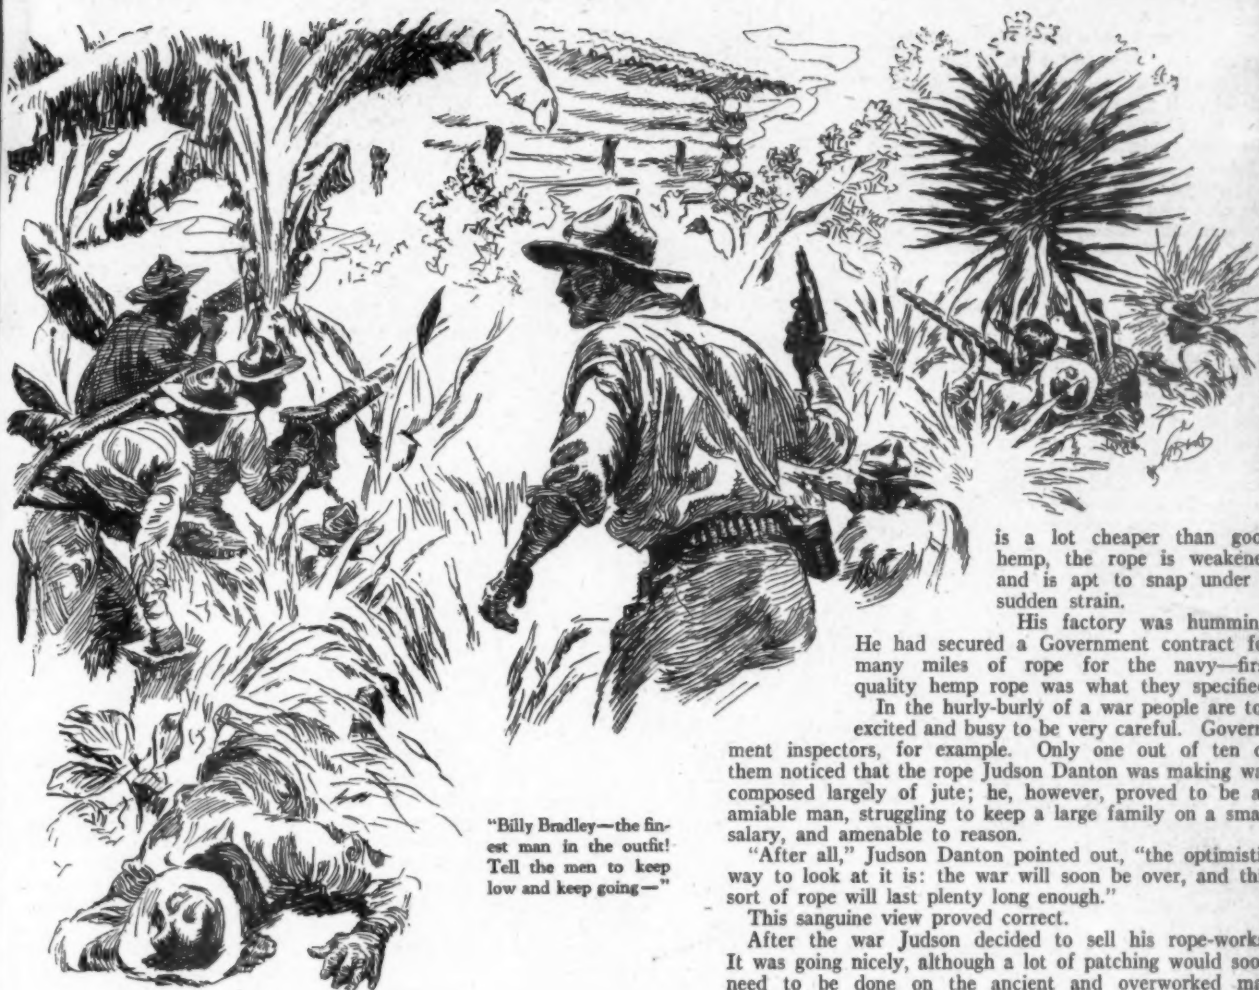 "Billy Bradley—the fin-
est man in the outfit!
Tell the men to keep
low and keep going—"
is a lot cheaper than goo
hemp, the rope is weakene
and is apt to snap under
sudden strain.
His factory was hummin
He had secured a Government contract fo
many miles of rope for the navy—fir
quality hemp rope was what they specifie
In the hurly-burly of a war people are to
excited and busy to be very careful. Govern
ment inspectors, for example. Only one out of ten o
them noticed that the rope Judson Danton was making wa
composed largely of jute; he, however, proved to be a
amiable man, struggling to keep a large family on a sma
salary, and amenable to reason.
"After all," Judson Danton pointed out, "the optimisti
way to look at it is: the war will soon be over, and th
sort of rope will last plenty long enough."
This sanguine view proved correct.
After the war Judson decided to sell his rope-work
It was going nicely, although a lot of patching would soo
need to be done on the ancient and overworked ma